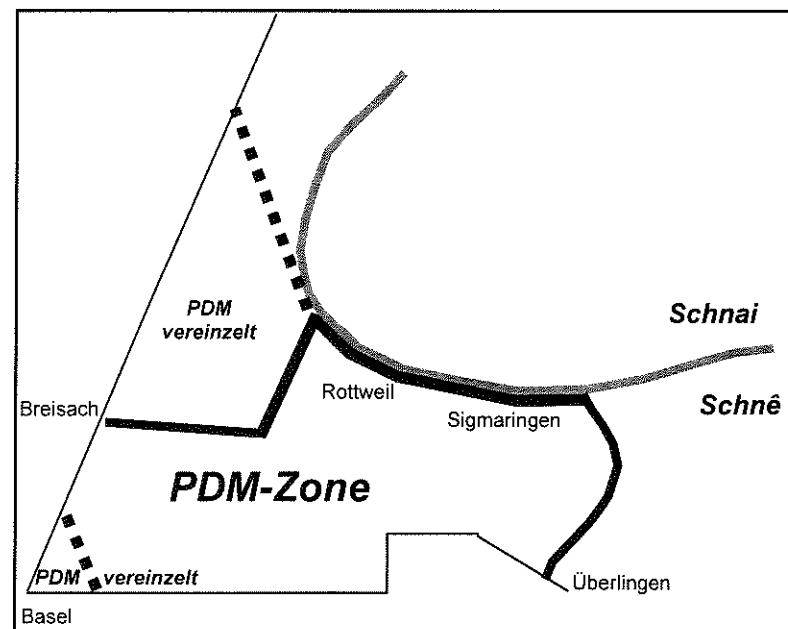 PDM
vereinzelt
Schnai
Breisach
Rottweil
Sigmaringen
Schnê
PDM-Zone
PDM vereinzelt
Überlingen
Basel